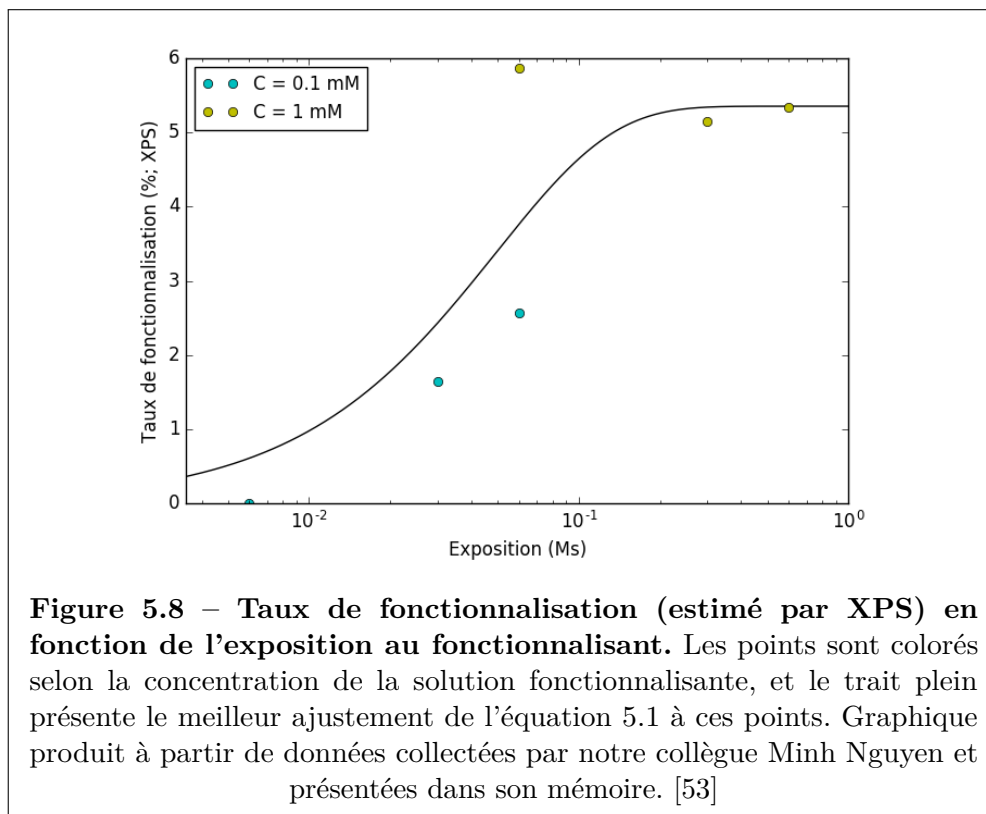 6
5
4
3
2
1
0
Taux de fonctionnalisation (%; XPS)
C = 0.1 mM
C = 1 mM
10⁻² 10⁻¹ 10⁰
Exposition (Ms)
Figure 5.8 – Taux de fonctionnalisation (estimé par XPS) en
fonction de l'exposition au fonctionnalisant. Les points sont colorés
selon la concentration de la solution fonctionnalisante, et le trait plein
présente le meilleur ajustement de l'équation 5.1 à ces points. Graphique
produit à partir de données collectées par notre collègue Minh Nguyen et
présentées dans son mémoire. [53]